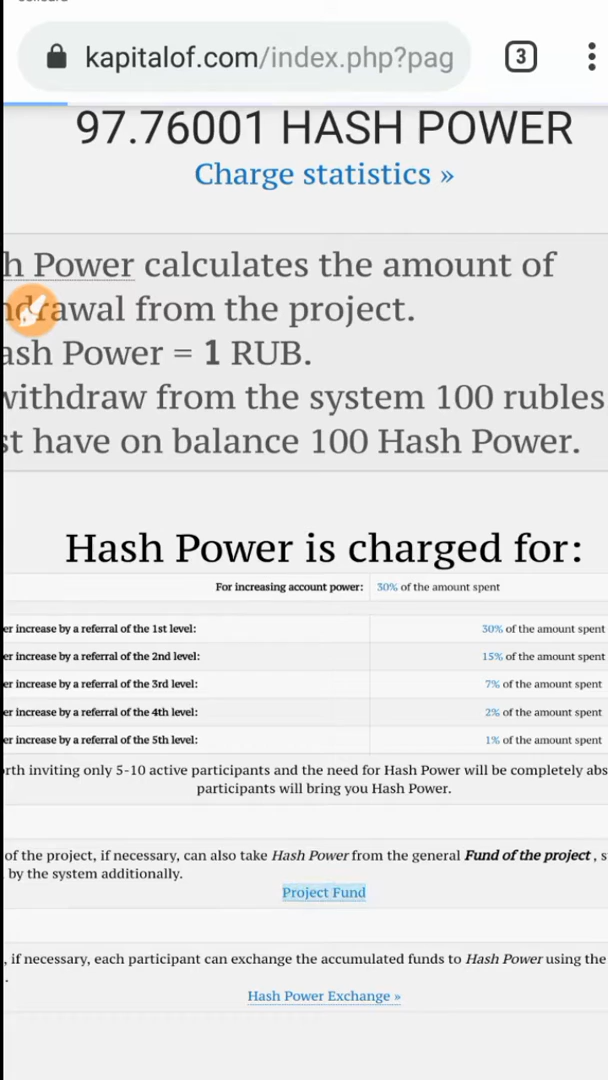 kapitalof.com/index.php?pag
3
97.76001 HASH POWER
Charge statistics »
h Power calculates the amount of
drawal from the project.
ash Power = 1 RUB.
withdraw from the system 100 rubles
st have on balance 100 Hash Power.
Hash Power is charged for:
For increasing account power: 30% of the amount spent
er increase by a referral of the 1st level: 30% of the amount spent
er increase by a referral of the 2nd level: 15% of the amount spent
er increase by a referral of the 3rd level: 7% of the amount spent
er increase by a referral of the 4th level: 2% of the amount spent
er increase by a referral of the 5th level: 1% of the amount spent
orth inviting only 5-10 active participants and the need for Hash Power will be completely abs
participants will bring you Hash Power.
of the project, if necessary, can also take Hash Power from the general Fund of the project , s
by the system additionally.
Project Fund
, if necessary, each participant can exchange the accumulated funds to Hash Power using the
.
Hash Power Exchange »